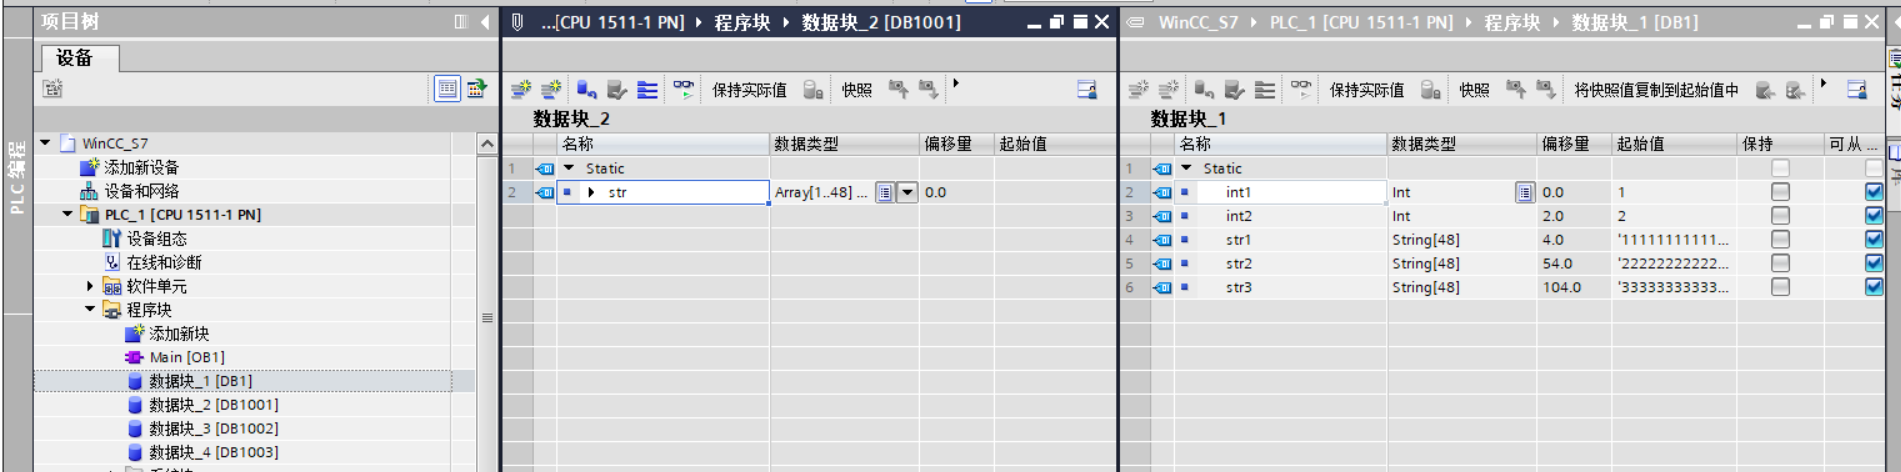 项目树
设备
PLC 编程
WinCC_S7
添加新设备
设备和网络
PLC_1 [CPU 1511-1 PN]
设备组态
在线和诊断
软件单元
程序块
添加新块
Main [OB1]
数据块_1 [DB1]
数据块_2 [DB1001]
数据块_3 [DB1002]
数据块_4 [DB1003]
...[CPU 1511-1 PN] 程序块 数据块_2 [DB1001]
保持实际值 快照
数据块_2
名称 数据类型 偏移量 起始值
1 Static
2 str Array[1..48] ... 0.0
WinCC_S7 PLC_1 [CPU 1511-1 PN] 程序块 数据块_1 [DB1]
保持实际值 快照 将快照值复制到起始值中
数据块_1
名称 数据类型 偏移量 起始值 保持 可从 ...
1 Static
2 int1 Int 0.0 1
3 int2 Int 2.0 2
4 str1 String[48] 4.0 '11111111111...
5 str2 String[48] 54.0 '22222222222...
6 str3 String[48] 104.0 '33333333333...